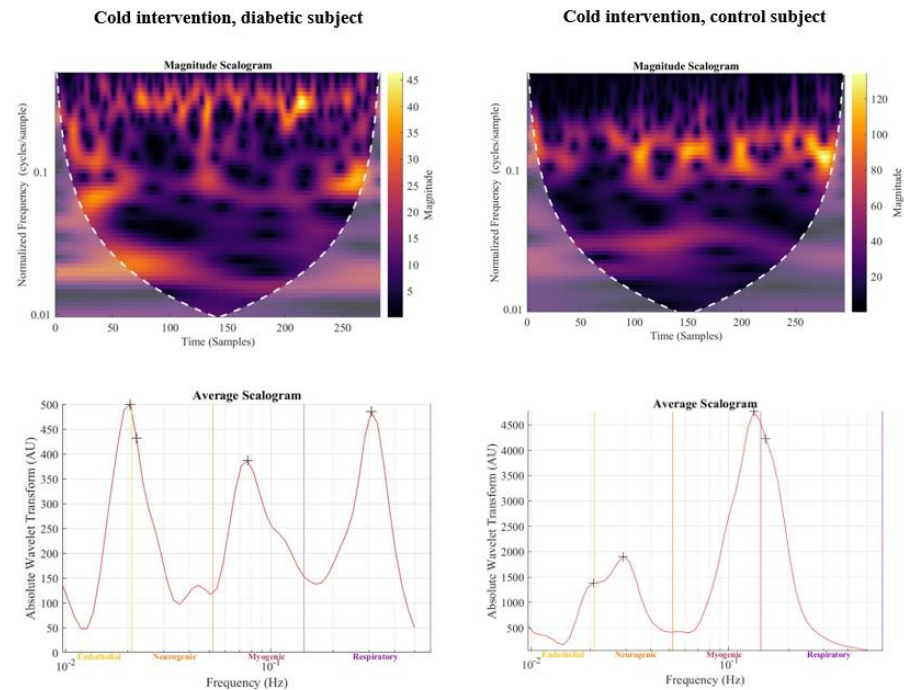 Cold intervention, diabetic subject
Cold intervention, control subject
Magnitude Scalogram
Normalized Frequency (cycles/sample)
0.1
0.01
0 50 100 150 200 250
Time (Samples)
45
40
35
30
25
20
15
10
5
Magnitude
Magnitude Scalogram
Normalized Frequency (cycles/sample)
0.1
0.01
0 50 100 150 200 250
Time (Samples)
120
100
80
60
40
20
Magnitude
Average Scalogram
Absolute Wavelet Transform (AU)
500
450
400
350
300
250
200
150
100
50
0
Endothelial Neurogenic Myogenic Respiratory
10⁻² 10⁻¹
Frequency (Hz)
Average Scalogram
Absolute Wavelet Transform (AU)
4500
4000
3500
3000
2500
2000
1500
1000
500
Endothelial Neurogenic Myogenic Respiratory
10⁻² 10⁻¹
Frequency (Hz)